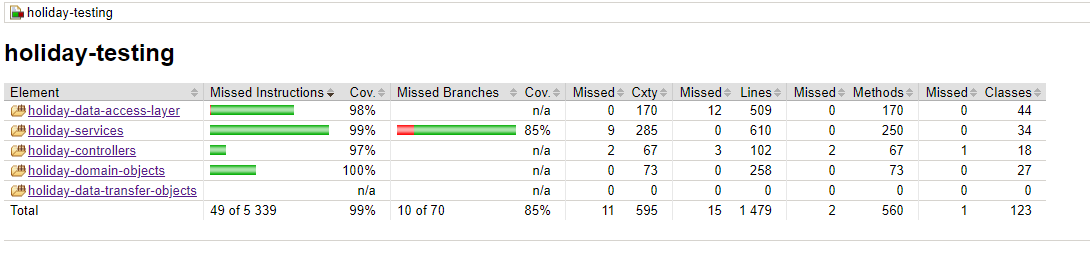 holiday-testing
holiday-testing
Element Missed Instructions Cov. Missed Branches Cov. Missed Cxty Missed Lines Missed Methods Missed Classes
holiday-data-access-layer 98% n/a 0 170 12 509 0 170 0 44
holiday-services 99% 85% 9 285 0 610 0 250 0 34
holiday-controllers 97% n/a 2 67 3 102 2 67 1 18
holiday-domain-objects 100% n/a 0 73 0 258 0 73 0 27
holiday-data-transfer-objects n/a n/a 0 0 0 0 0 0 0 0
Total 49 of 5 339 99% 10 of 70 85% 11 595 15 1 479 2 560 1 123